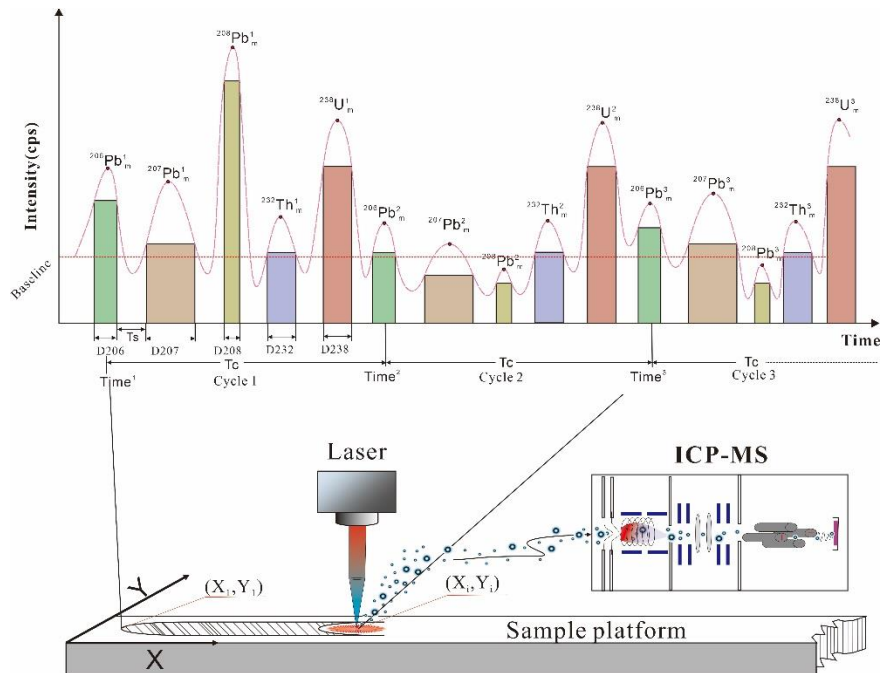 ²⁰⁸Pb¹ₘ
²⁰⁶Pb¹ₘ
²⁰⁷Pb¹ₘ
²³²Th¹ₘ
²³⁸U¹ₘ
²⁰⁶Pb²ₘ
²⁰⁷Pb²ₘ
²⁰⁸Pb²ₘ
²³²Th²ₘ
²³⁸U²ₘ
²⁰⁶Pb³ₘ
²⁰⁷Pb³ₘ
²⁰⁸Pb³ₘ
²³²Th³ₘ
²³⁸U³ₘ
Intensity(cps)
Baseline
Time
Ts
D206 D207 D208 D232 D238
Tc Tc Tc
Time¹ Cycle 1 Time² Cycle 2 Time³ Cycle 3
Laser
ICP-MS
Y
(X₁,Y₁)
(Xᵢ,Yᵢ)
X
Sample platform